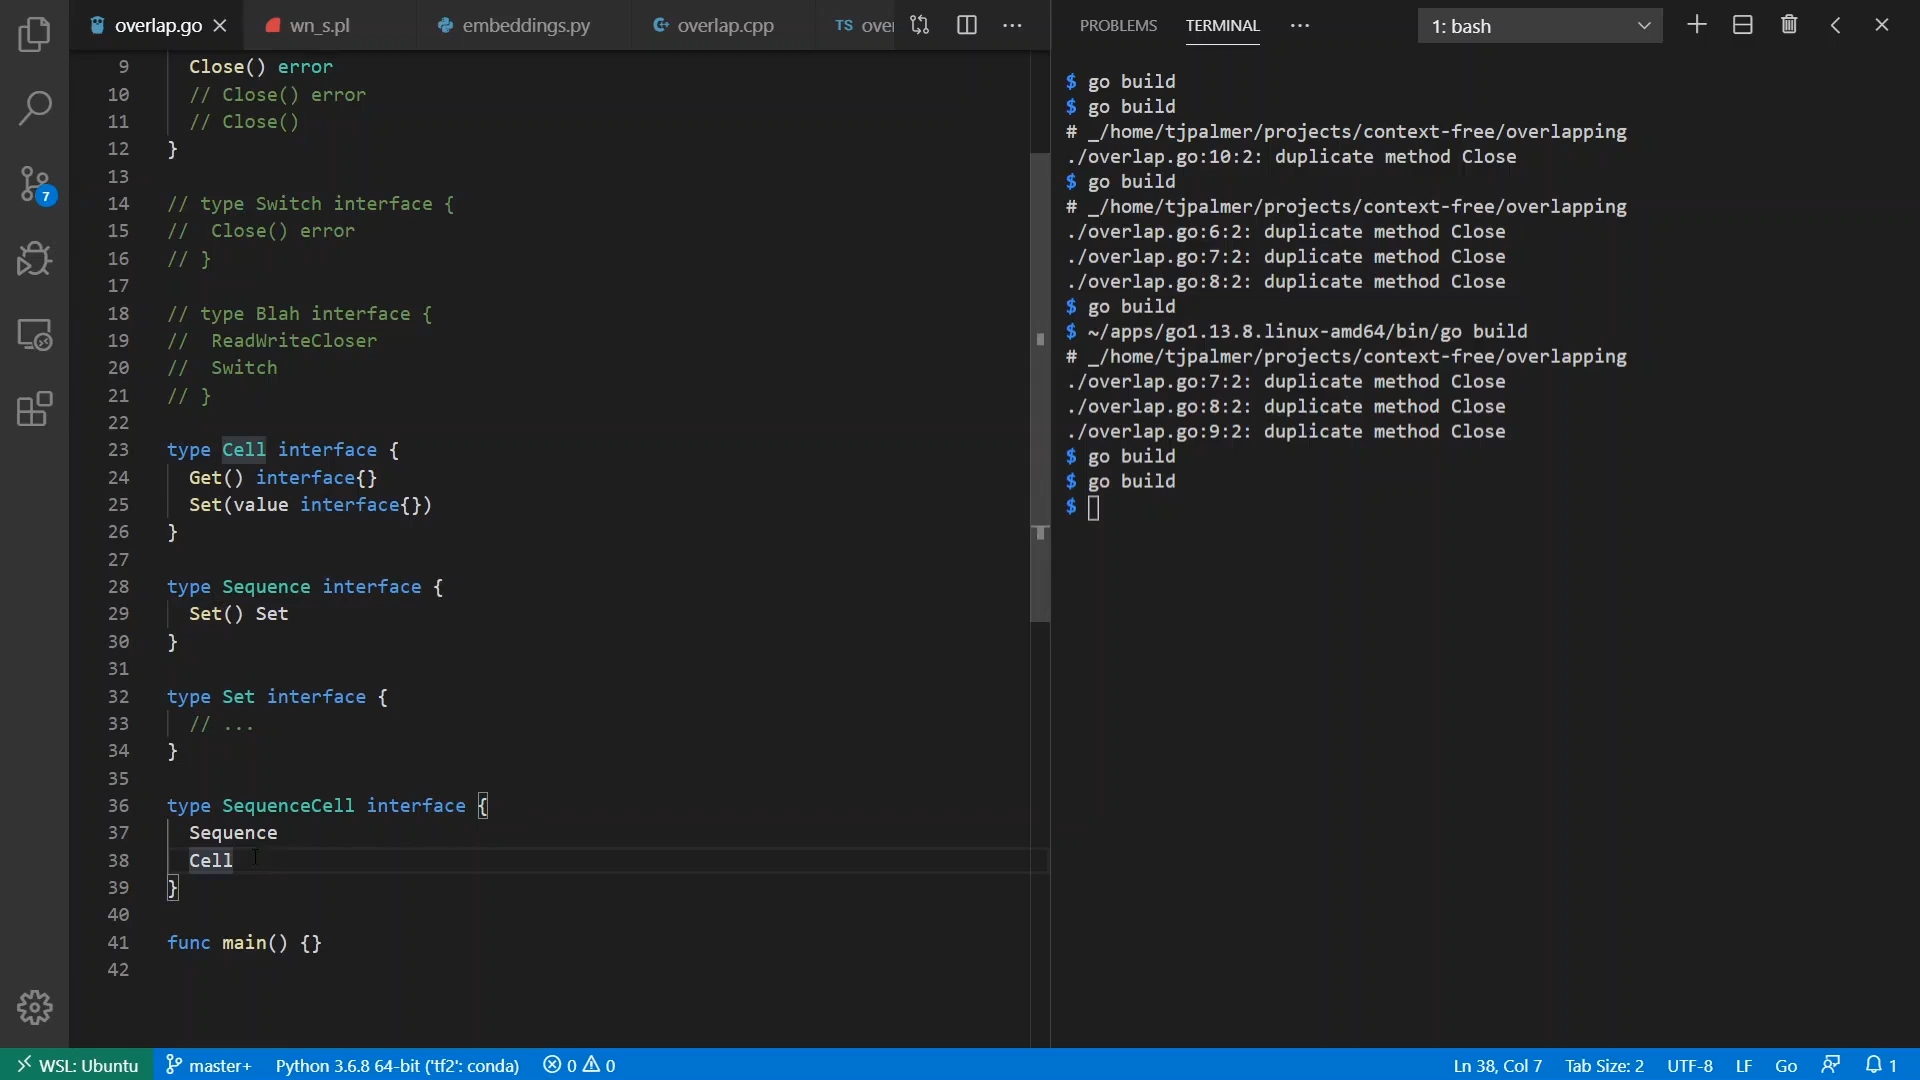 overlap.go
wn_s.pl
embeddings.py
overlap.cpp
TS ove
PROBLEMS
TERMINAL
1: bash
9 Close() error
10 // Close() error
11 // Close()
12 }
13
14 // type Switch interface {
15 //  Close() error
16 // }
17
18 // type Blah interface {
19 //  ReadWriteCloser
20 //  Switch
21 // }
22
23 type Cell interface {
24 Get() interface{}
25 Set(value interface{})
26 }
27
28 type Sequence interface {
29 Set() Set
30 }
31
32 type Set interface {
33 // ...
34 }
35
36 type SequenceCell interface {
37 Sequence
38 Cell
39 }
40
41 func main() {}
42
$ go build
$ go build
# _/home/tjpalmer/projects/context-free/overlapping
./overlap.go:10:2: duplicate method Close
$ go build
# _/home/tjpalmer/projects/context-free/overlapping
./overlap.go:6:2: duplicate method Close
./overlap.go:7:2: duplicate method Close
./overlap.go:8:2: duplicate method Close
$ go build
$ ~/apps/go1.13.8.linux-amd64/bin/go build
# _/home/tjpalmer/projects/context-free/overlapping
./overlap.go:7:2: duplicate method Close
./overlap.go:8:2: duplicate method Close
./overlap.go:9:2: duplicate method Close
$ go build
$ go build
$
7
WSL: Ubuntu
master+
Python 3.6.8 64-bit ('tf2': conda)
0
0
Ln 38, Col 7
Tab Size: 2
UTF-8
LF
Go
1